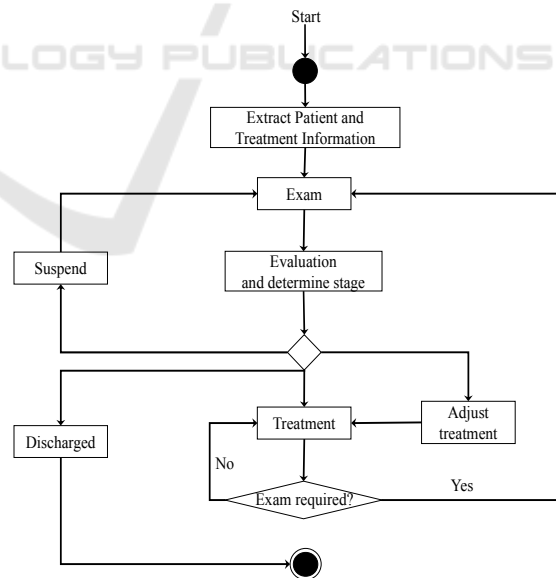 Start
LOGY PUBLICATIONS
Extract Patient and
Treatment Information
Exam
Evaluation
and determine stage
Suspend
Adjust
treatment
Treatment
Discharged
No
Yes
Exam required?